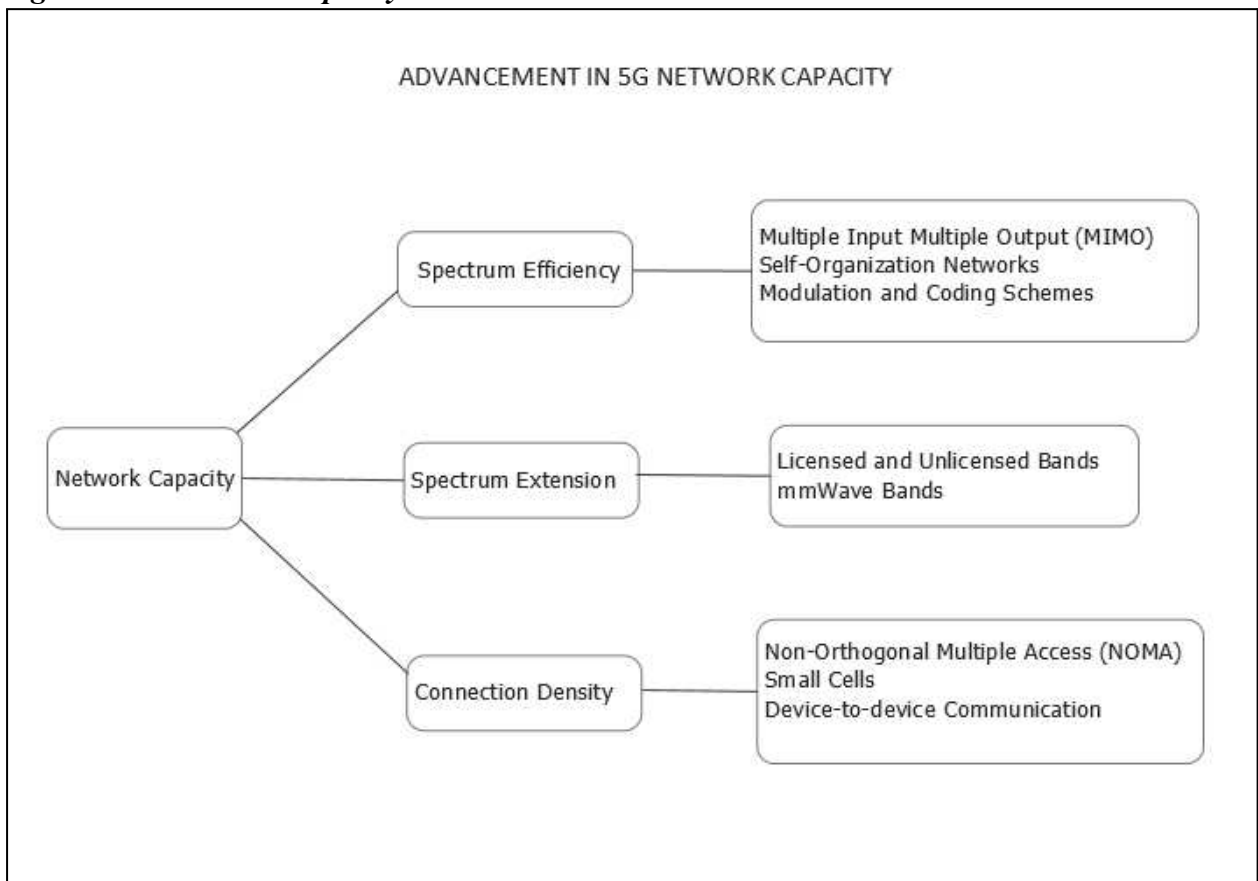 ADVANCEMENT IN 5G NETWORK CAPACITY
Network Capacity
Spectrum Efficiency
Multiple Input Multiple Output (MIMO)
Self-Organization Networks
Modulation and Coding Schemes
Spectrum Extension
Licensed and Unlicensed Bands
mmWave Bands
Connection Density
Non-Orthogonal Multiple Access (NOMA)
Small Cells
Device-to-device Communication